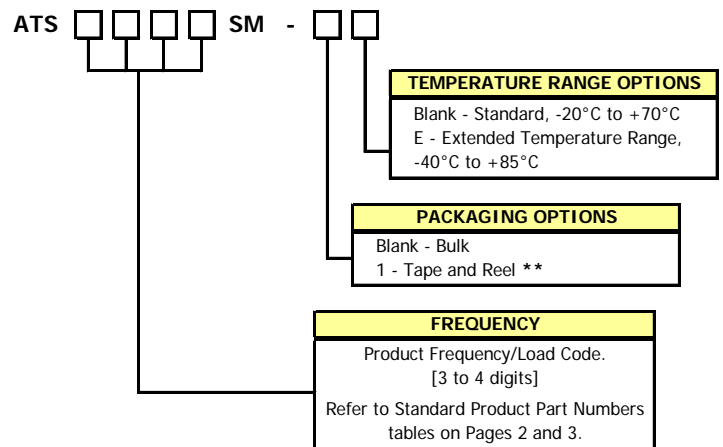 ATS SM -
TEMPERATURE RANGE OPTIONS
Blank - Standard, -20°C to +70°C
E - Extended Temperature Range,
-40°C to +85°C
PACKAGING OPTIONS
Blank - Bulk
1 - Tape and Reel **
FREQUENCY
Product Frequency/Load Code.
[3 to 4 digits]
Refer to Standard Product Part Numbers
tables on Pages 2 and 3.